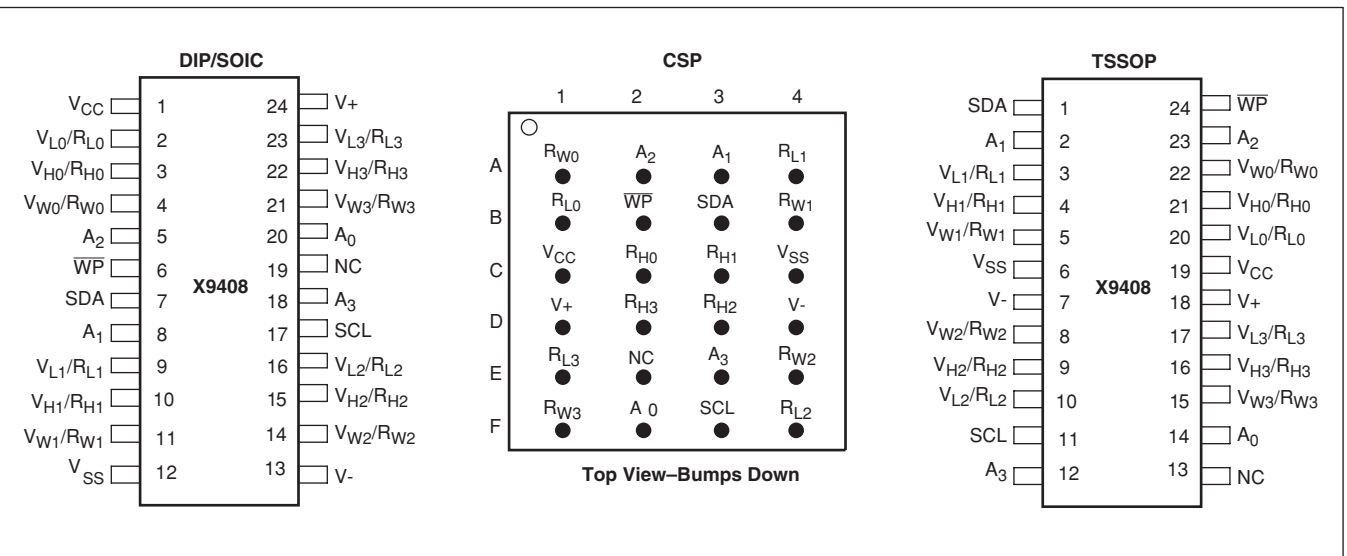 DIP/SOIC
VCC 1 24 V+
VL0/RL0 2 23 VL3/RL3
VH0/RH0 3 22 VH3/RH3
VW0/RW0 4 21 VW3/RW3
A2 5 20 A0
W̅P̅ 6 19 NC
X9408
SDA 7 18 A3
A1 8 17 SCL
VL1/RL1 9 16 VL2/RL2
VH1/RH1 10 15 VH2/RH2
VW1/RW1 11 14 VW2/RW2
VSS 12 13 V-
CSP
1 2 3 4
A RW0 A2 A1 RL1
B RL0 W̅P̅ SDA RW1
C VCC RH0 RH1 VSS
D V+ RH3 RH2 V-
E RL3 NC A3 RW2
F RW3 A 0 SCL RL2
Top View–Bumps Down
TSSOP
SDA 1 24 W̅P̅
A1 2 23 A2
VL1/RL1 3 22 VW0/RW0
VH1/RH1 4 21 VH0/RH0
VW1/RW1 5 20 VL0/RL0
VSS 6 19 VCC
X9408
V- 7 18 V+
VW2/RW2 8 17 VL3/RL3
VH2/RH2 9 16 VH3/RH3
VL2/RL2 10 15 VW3/RW3
SCL 11 14 A0
A3 12 13 NC